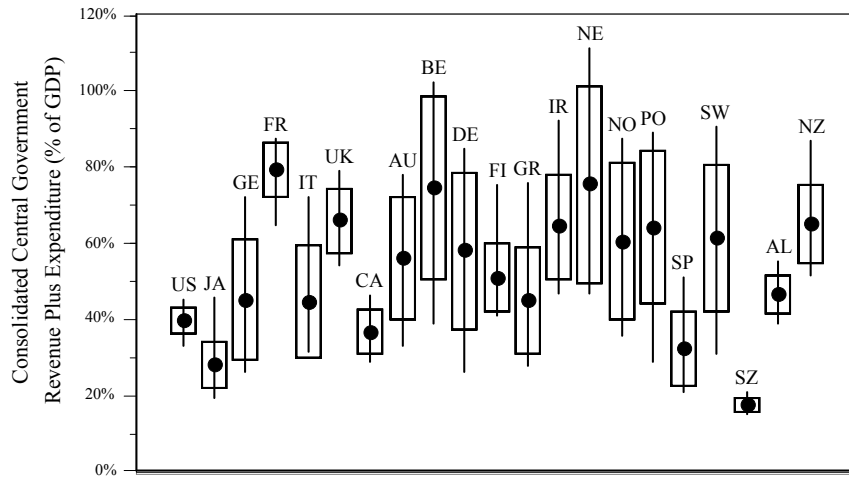 Consolidated Central Government
Revenue Plus Expenditure (% of GDP)
120%
100%
80%
60%
40%
20%
0%
US
JA
GE
FR
IT
UK
CA
AU
BE
DE
FI
GR
IR
NE
NO
PO
SP
SW
SZ
AL
NZ